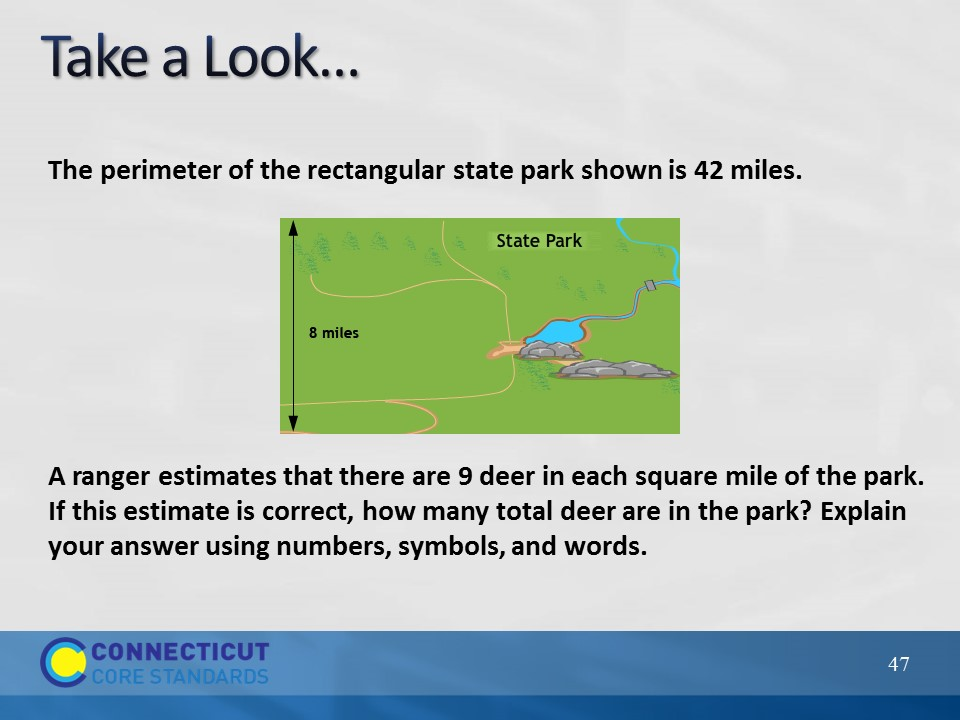 Take a Look...
The perimeter of the rectangular state park shown is 42 miles.
State Park
8 miles
A ranger estimates that there are 9 deer in each square mile of the park.
If this estimate is correct, how many total deer are in the park? Explain
your answer using numbers, symbols, and words.
CONNECTICUT
CORE STANDARDS
47